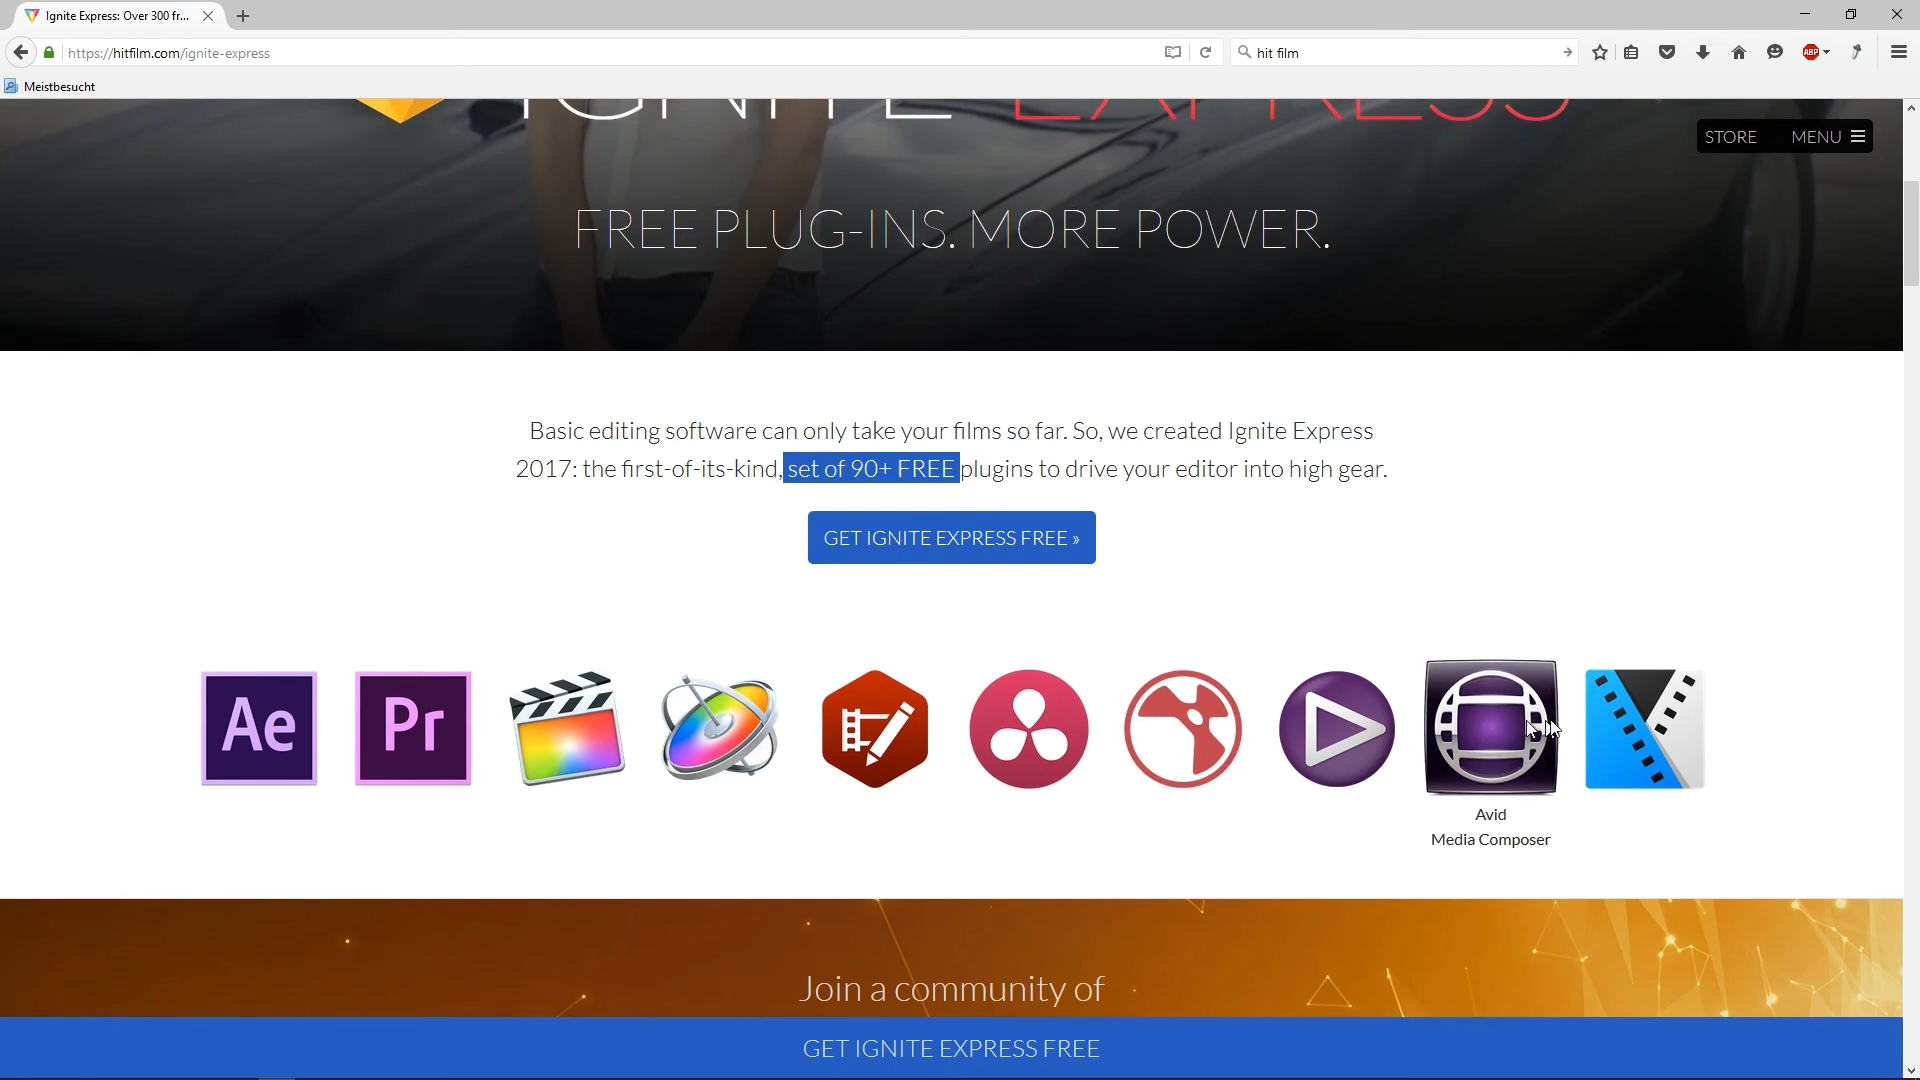 Ignite Express: Over 300 fr...
https://hitfilm.com/ignite-express
hit film
ABP
Meistbesucht
IGNITE EXPRESS
STORE
MENU
FREE PLUG-INS. MORE POWER.
Basic editing software can only take your films so far. So, we created Ignite Express
2017: the first-of-its-kind, set of 90+ FREE plugins to drive your editor into high gear.
GET IGNITE EXPRESS FREE »
Ae
Pr
Avid
Media Composer
Join a community of
GET IGNITE EXPRESS FREE